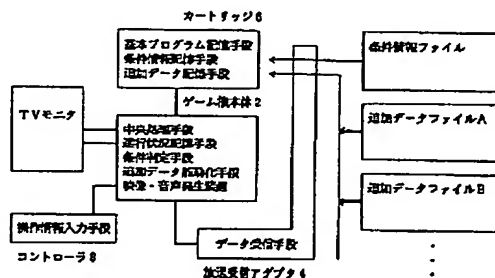 カートリッジ6
基本プログラム記憶手段
条件情報記憶手段
追加データ記憶手段
条件情報ファイル
ゲーム機本体2
TVモニタ
中央処理手段
進行状況記憶手段
条件判定手段
追加データ活用化手段
映像・音声発生装置
追加データファイルA
追加データファイルB
操作情報入力手段
コントローラ8
データ受信手段
放送受信アダプタ4